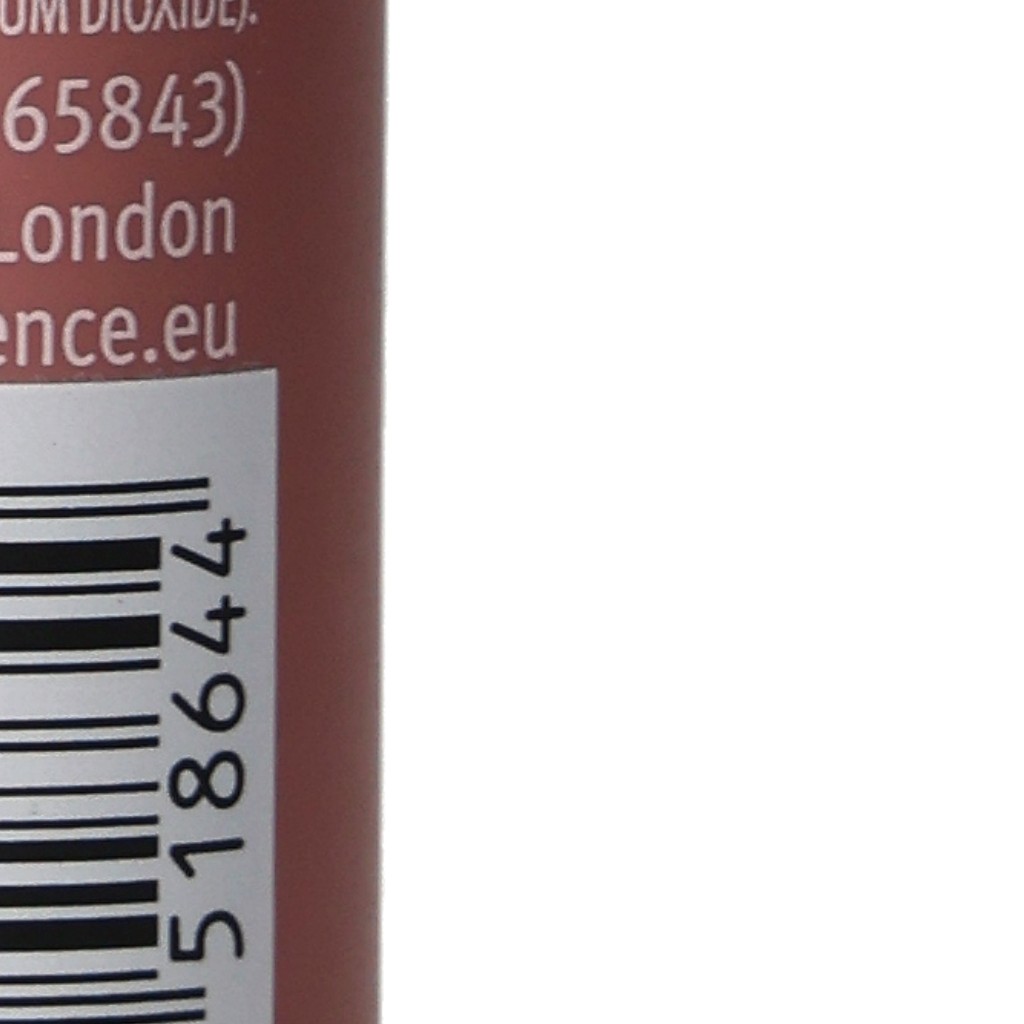 UM DIOXIDE).
65843)
London
ence.eu
518644